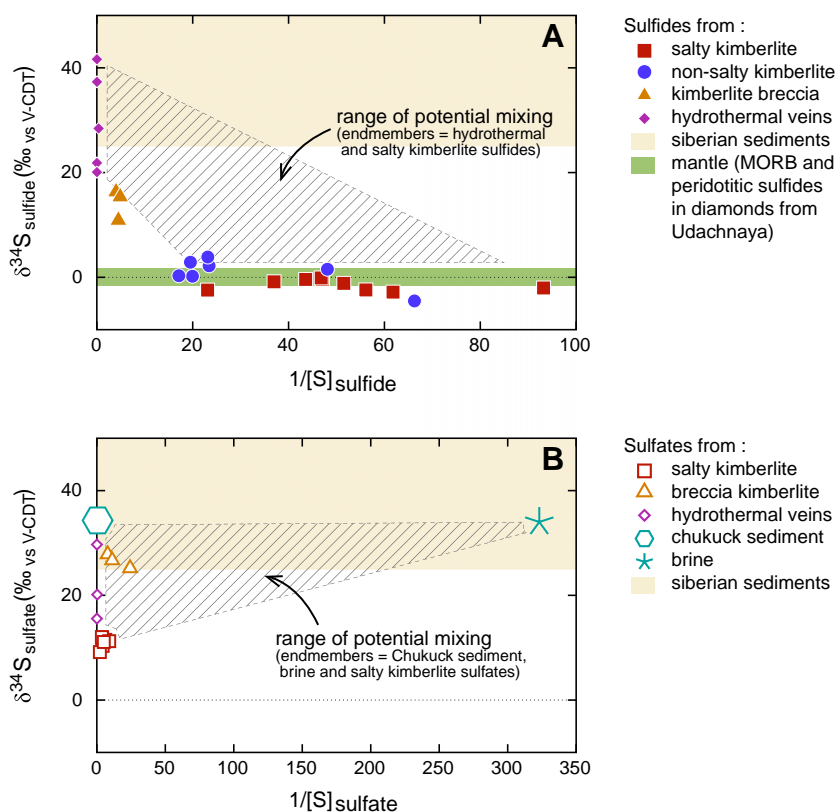 A
40
20
0
δ34Ssulfide(‰ vs V-CDT)
range of potential mixing
(endmembers = hydrothermal
and salty kimberlite sulfides)
0
20
40
60
80
100
1/[S]sulfide
Sulfides from :
salty kimberlite
non-salty kimberlite
kimberlite breccia
hydrothermal veins
siberian sediments
mantle (MORB and
peridotitic sulfides
in diamonds from
Udachnaya)
B
40
20
0
δ34Ssulfate(‰ vs V-CDT)
range of potential mixing
(endmembers = Chukuck sediment,
brine and salty kimberlite sulfates)
0
50
100
150
200
250
300
350
1/[S]sulfate
Sulfates from :
salty kimberlite
breccia kimberlite
hydrothermal veins
chukuck sediment
brine
siberian sediments